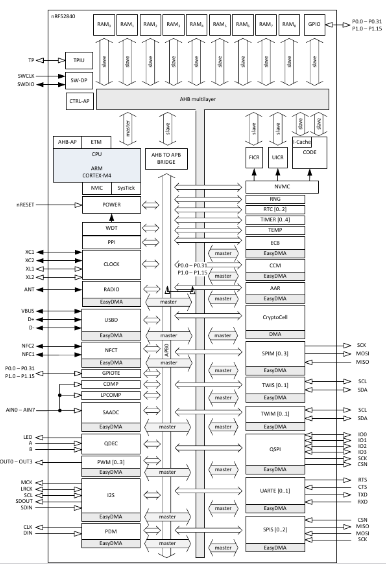 nRF52840
RAM0 RAM1 RAM2 RAM3 RAM4 RAM5 RAM6 RAM7 RAM8 GPIO
P0.0 – P0.31
P1.0 – P1.15
slave slave slave slave slave slave slave slave slave slave
TP
TPIU
SWCLK
SWDIO
SW-DP
CTRL-AP
AHB multilayer
master
slave
slave
slave
slave
slave
AHB-AP ETM
CPU
ARM
CORTEX-M4
NVIC SysTick
AHB TO APB
BRIDGE
FICR
UICR
I-Cache
CODE
nRESET
POWER
NVMC
RNG
RTC [0..2]
WDT
TIMER [0..4]
TEMP
PPI
ECB
master
EasyDMA
XC1
XC2
XL1
XL2
CLOCK
P0.0 – P0.31
P1.0 – P1.15
CCM
master
EasyDMA
ANT
RADIO
AAR
EasyDMA
master
master
EasyDMA
VBUS
D+
D-
USBD
CryptoCell
EasyDMA
master
master
DMA
APB0
NFC2
NFC1
NFCT
SPIM [0..3]
SCK
MOSI
MISO
EasyDMA
master
master
EasyDMA
P0.0 – P0.31
P1.0 – P1.15
GPIOTE
COMP
LPCOMP
TWIS [0..1]
SCL
SDA
master
EasyDMA
AIN0 – AIN7
SAADC
TWIM [0..1]
SCL
SDA
EasyDMA
master
master
EasyDMA
LED
A
B
QDEC
QSPI
IO0
IO1
IO2
IO3
SCK
CSN
OUT0 – OUT3
PWM [0..3]
EasyDMA
master
master
EasyDMA
MCK
LRCK
SCL
SDOUT
SDIN
I2S
UARTE [0..1]
RTS
CTS
TXD
RXD
EasyDMA
master
master
EasyDMA
CLK
DIN
PDM
SPIS [0..2]
CSN
MISO
MOSI
SCK
EasyDMA
master
master
EasyDMA